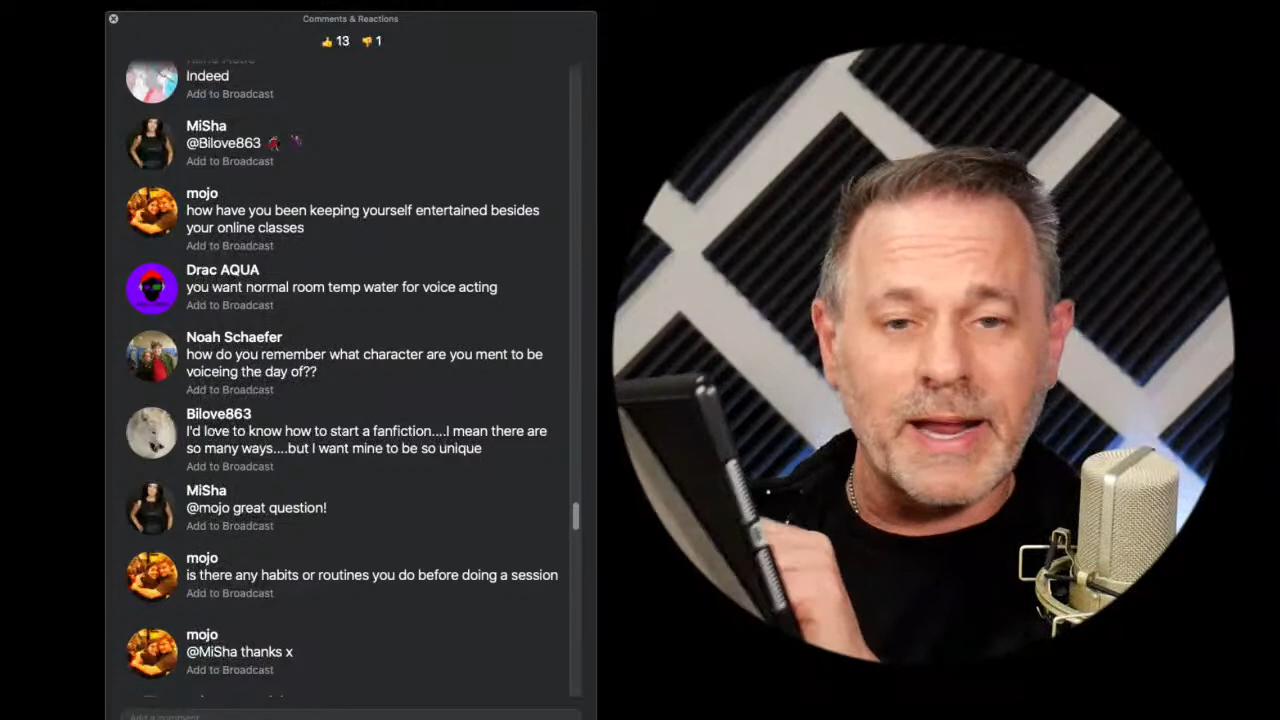 Comments & Reactions
👍 13 👎 1
Indeed
Add to Broadcast
MiSha
@Bilove863 💃🏿 🕺🏿
Add to Broadcast
mojo
how have you been keeping yourself entertained besides
your online classes
Add to Broadcast
Drac AQUA
you want normal room temp water for voice acting
Add to Broadcast
Noah Schaefer
how do you remember what character are you ment to be
voiceing the day of??
Add to Broadcast
Bilove863
I'd love to know how to start a fanfiction....I mean there are
so many ways....but I want mine to be so unique
Add to Broadcast
MiSha
@mojo great question!
Add to Broadcast
mojo
is there any habits or routines you do before doing a session
Add to Broadcast
mojo
@MiSha thanks x
Add to Broadcast
Add a comment